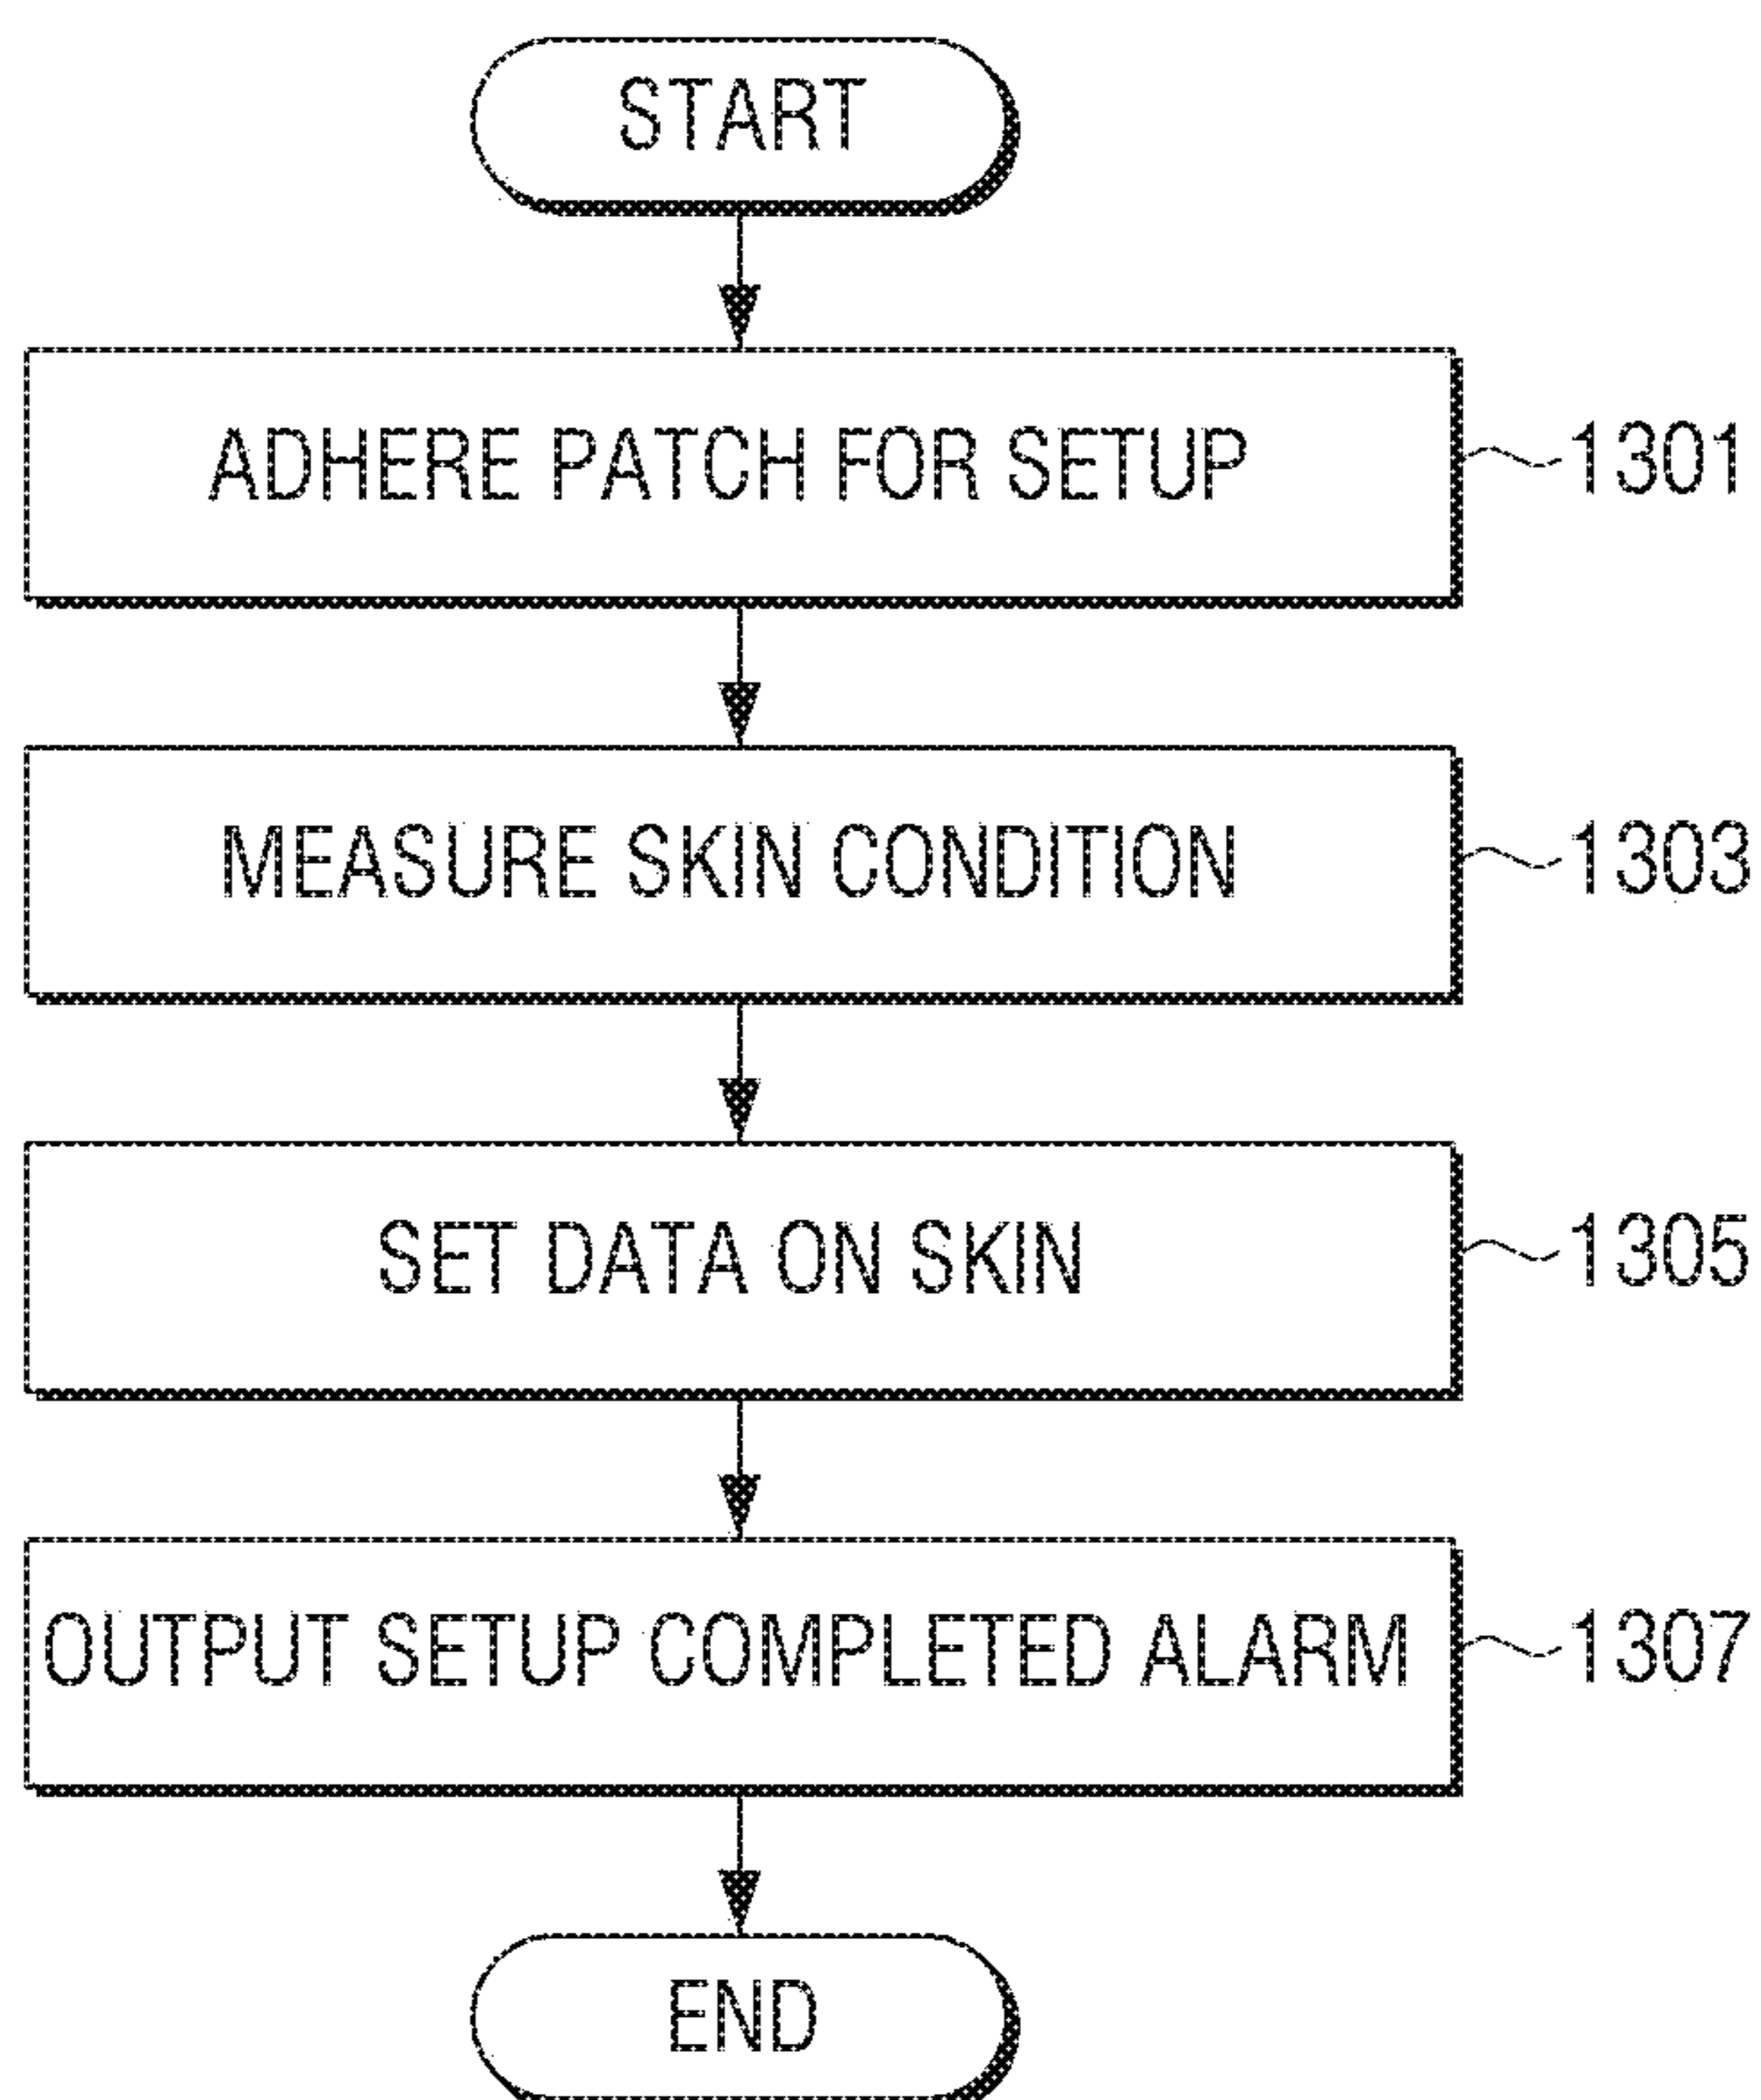 START
ADHERE PATCH FOR SETUP
1301
MEASURE SKIN CONDITION
1303
SET DATA ON SKIN
1305
OUTPUT SETUP COMPLETED ALARM
1307
END